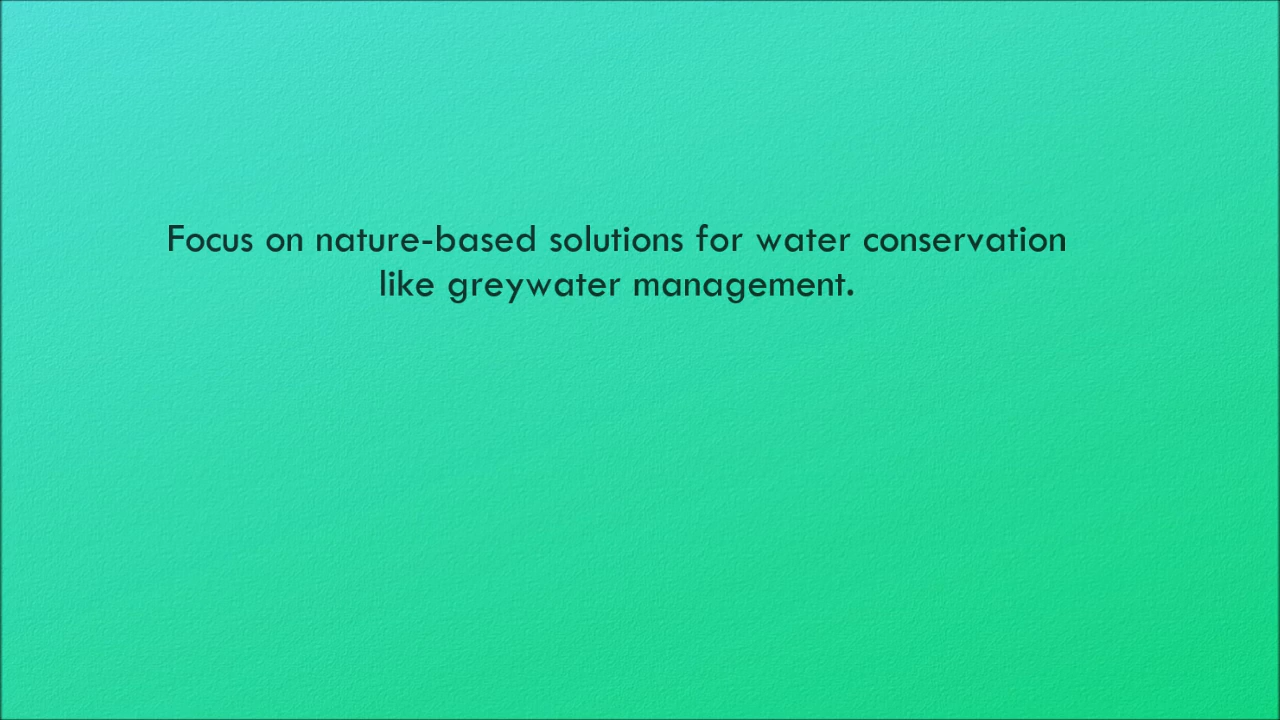 Focus on nature-based solutions for water conservation
like greywater management.